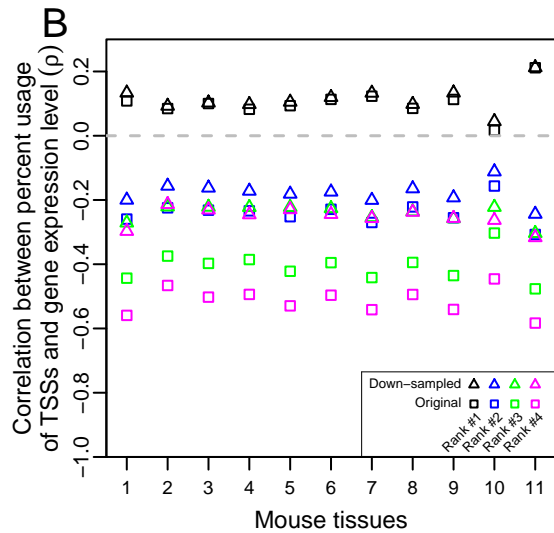 B
Correlation between percent usage
of TSSs and gene expression level (ρ)
0.2
0.0
−0.2
−0.4
−0.6
−0.8
−1.0
Down−sampled
Original
Rank #1
Rank #2
Rank #3
Rank #4
1 2 3 4 5 6 7 8 9 10 11
Mouse tissues